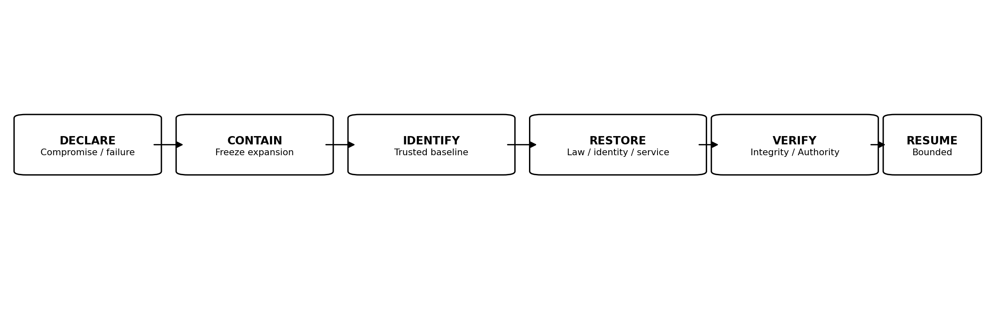 DECLARE
Compromise / failure
CONTAIN
Freeze expansion
IDENTIFY
Trusted baseline
RESTORE
Law / identity / service
VERIFY
Integrity / Authority
RESUME
Bounded